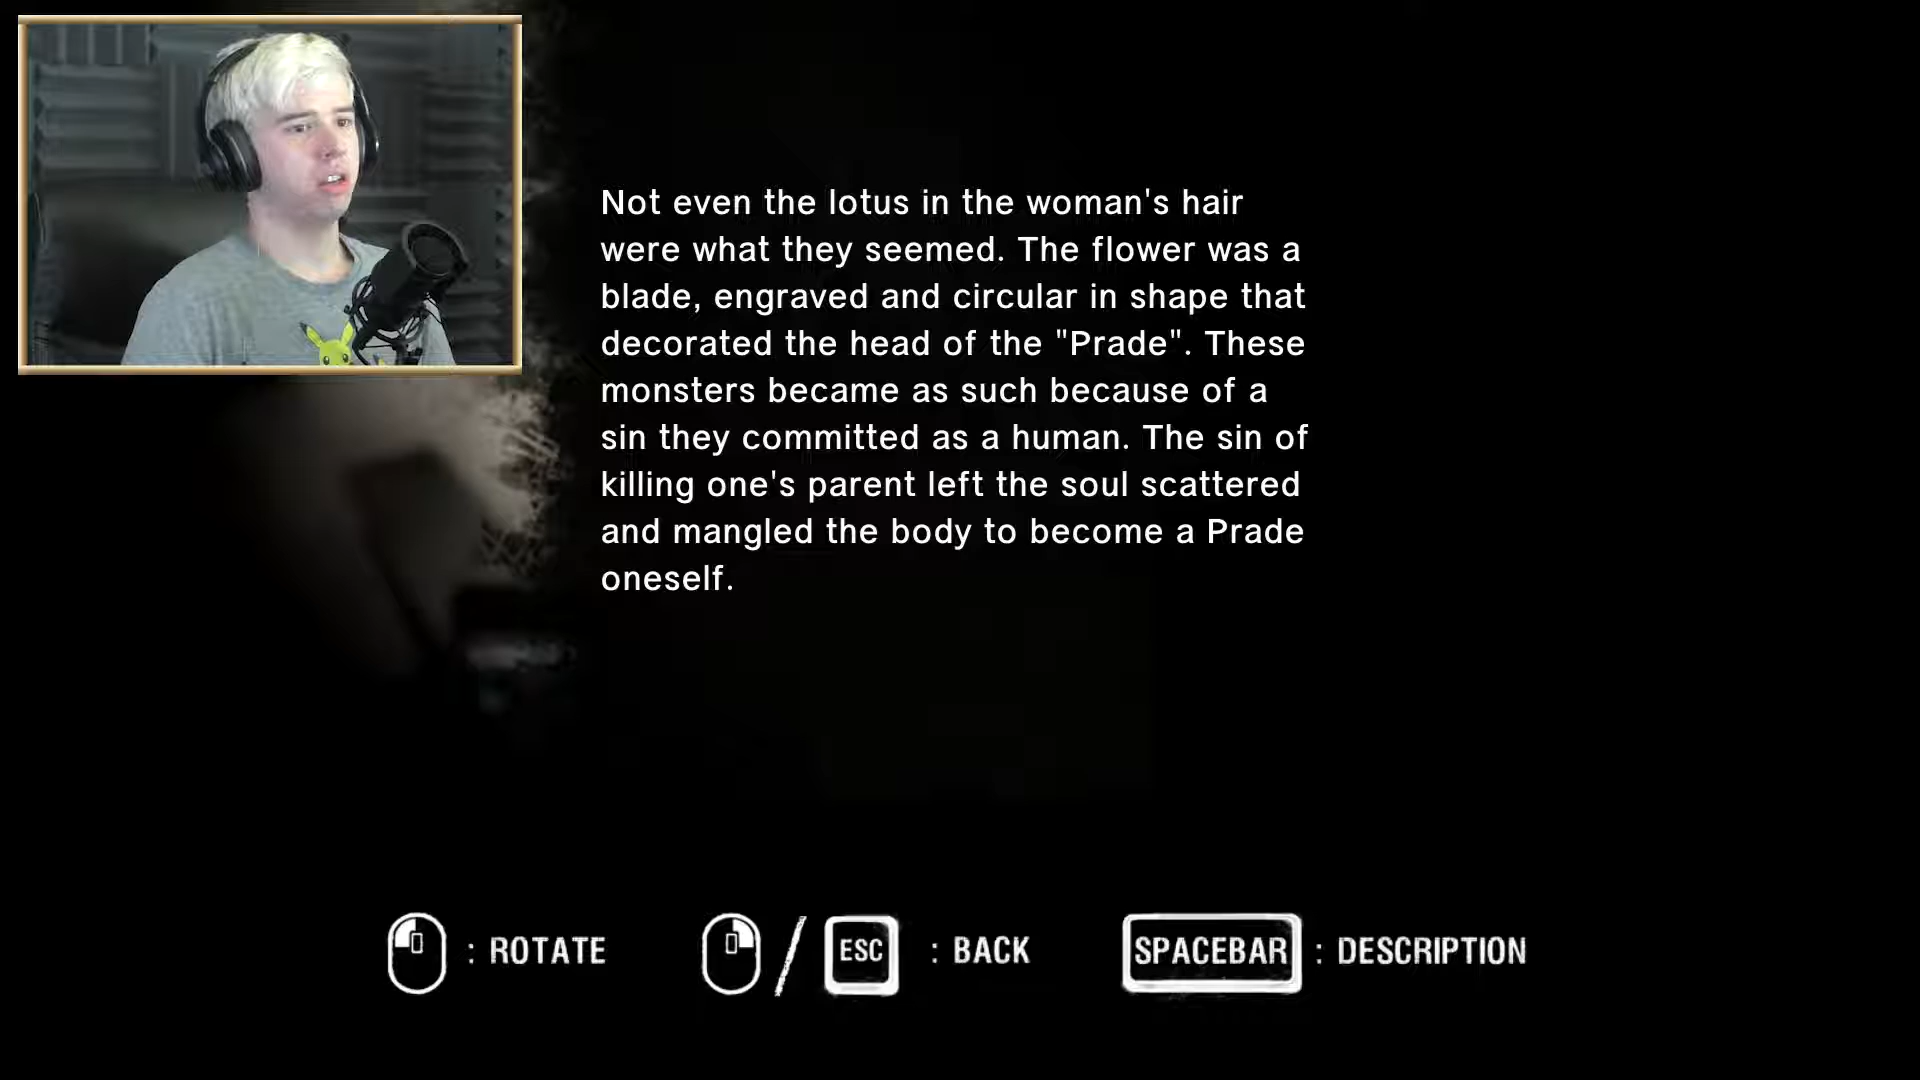 Not even the lotus in the woman's hair
were what they seemed. The flower was a
blade, engraved and circular in shape that
decorated the head of the "Prade". These
monsters became as such because of a
sin they committed as a human. The sin of
killing one's parent left the soul scattered
and mangled the body to become a Prade
oneself.
: ROTATE / ESC : BACK SPACEBAR : DESCRIPTION